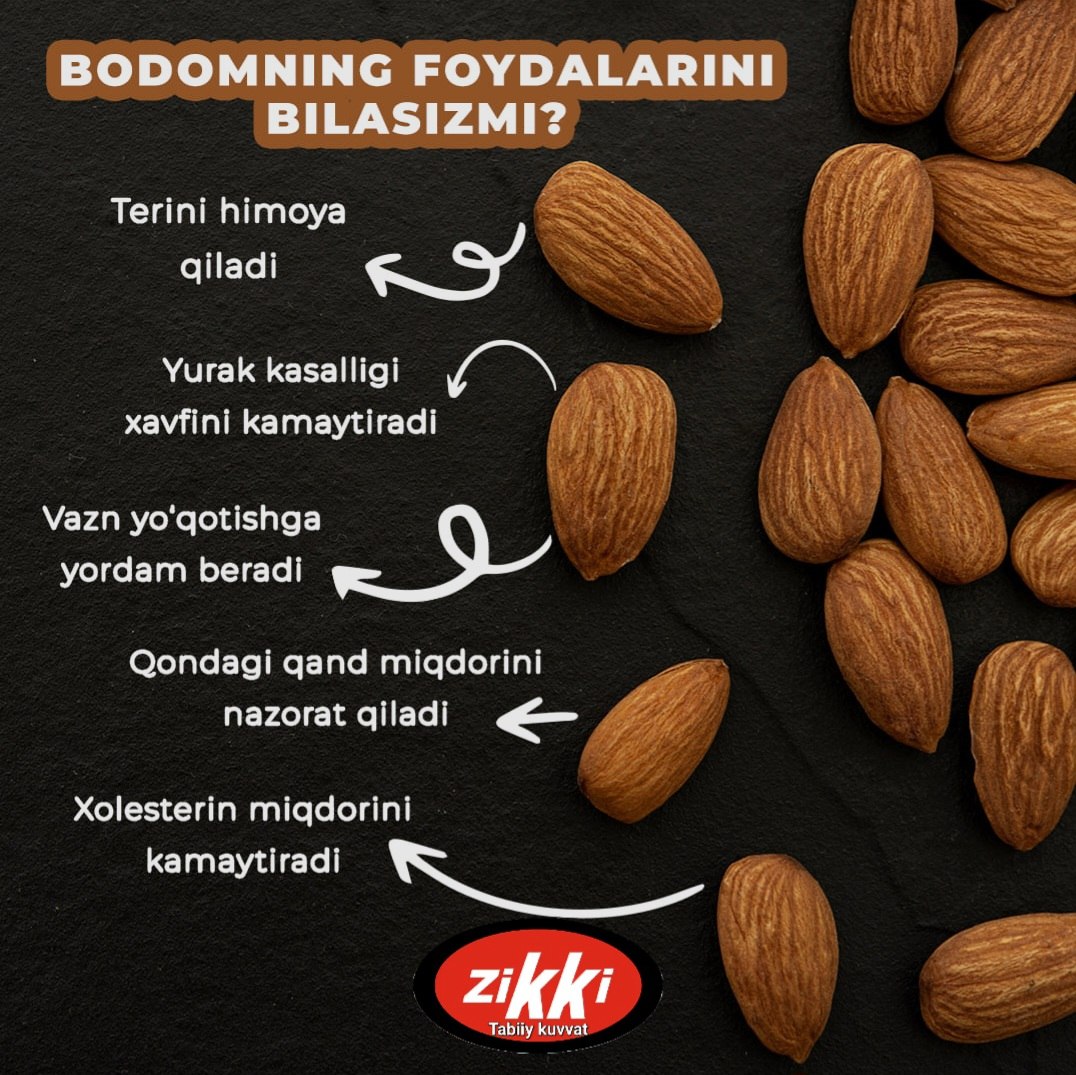 BODOMNING FOYDALARINI
BILASIZMI?
Terini himoya
qiladi
Yurak kasalligi
xavfini kamaytiradi
Vazn yo‘qotishga
yordam beradi
Qondagi qand miqdorini
nazorat qiladi
Xolesterin miqdorini
kamaytiradi
zikki
Tabiiy kuvvat